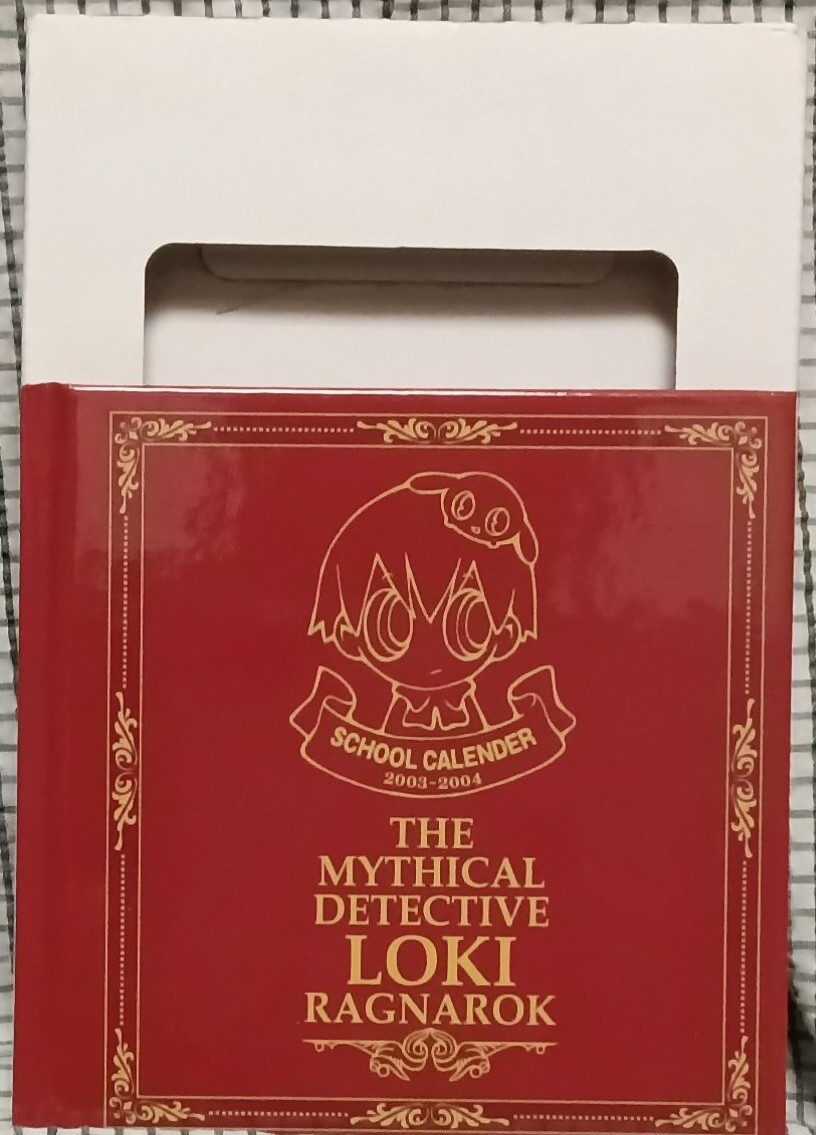 SCHOOL CALENDER
2003-2004
THE
MYTHICAL
DETECTIVE
LOKI
RAGNAROK